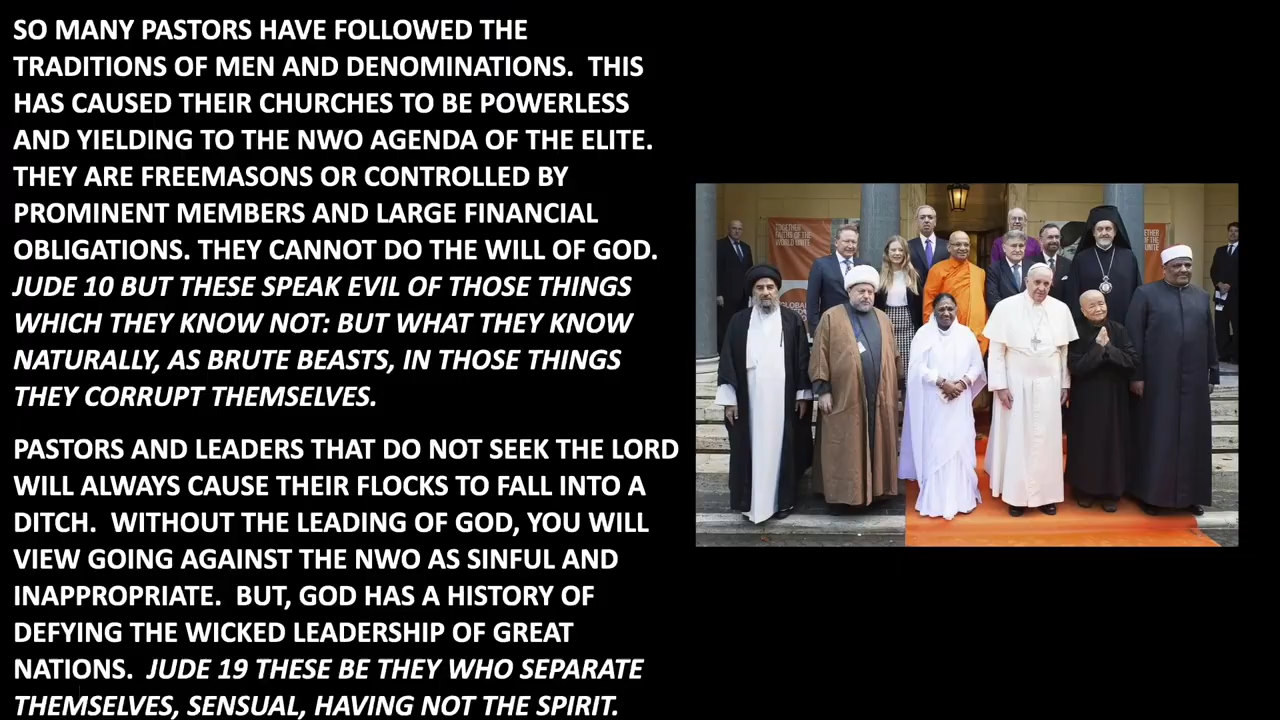 SO MANY PASTORS HAVE FOLLOWED THE
TRADITIONS OF MEN AND DENOMINATIONS. THIS
HAS CAUSED THEIR CHURCHES TO BE POWERLESS
AND YIELDING TO THE NWO AGENDA OF THE ELITE.
THEY ARE FREEMASONS OR CONTROLLED BY
PROMINENT MEMBERS AND LARGE FINANCIAL
OBLIGATIONS. THEY CANNOT DO THE WILL OF GOD.
JUDE 10 BUT THESE SPEAK EVIL OF THOSE THINGS
WHICH THEY KNOW NOT: BUT WHAT THEY KNOW
NATURALLY, AS BRUTE BEASTS, IN THOSE THINGS
THEY CORRUPT THEMSELVES.
PASTORS AND LEADERS THAT DO NOT SEEK THE LORD
WILL ALWAYS CAUSE THEIR FLOCKS TO FALL INTO A
DITCH. WITHOUT THE LEADING OF GOD, YOU WILL
VIEW GOING AGAINST THE NWO AS SINFUL AND
INAPPROPRIATE. BUT, GOD HAS A HISTORY OF
DEFYING THE WICKED LEADERSHIP OF GREAT
NATIONS. JUDE 19 THESE BE THEY WHO SEPARATE
THEMSELVES, SENSUAL, HAVING NOT THE SPIRIT.
TOGETHER
FAITHS OF THE
WORLD UNITE
GLOBAL